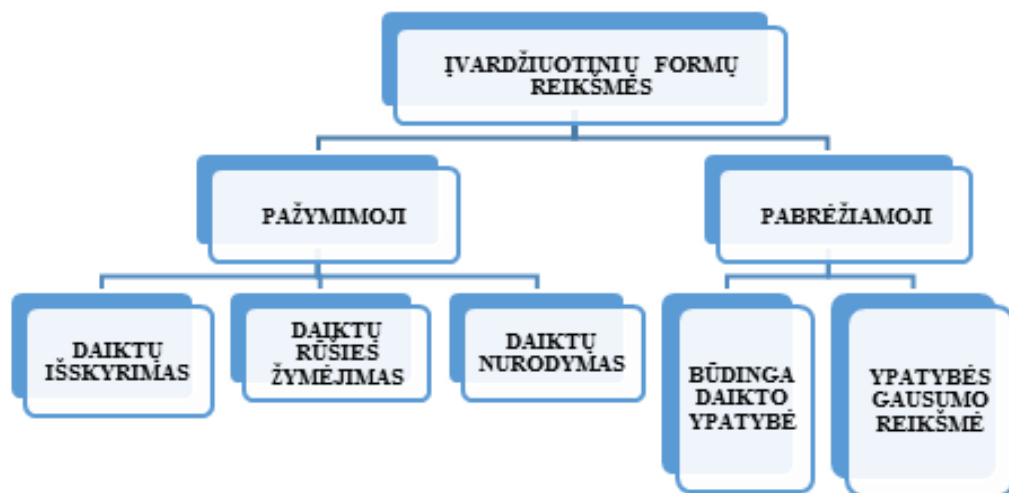 ĮVARDŽIUOTINIŲ FORMŲ
REIKŠMĖS
PAŽYMIMOJI
PABRĖŽIAMOJI
DAIKTŲ
IŠSKYRIMAS
DAIKTŲ
RŪŠIES
ŽYMĖJIMAS
DAIKTŲ
NURODYMAS
BŪDINGA
DAIKTO
YPATYBĖ
YPATYBĖS
GAUSUMO
REIKŠMĖ